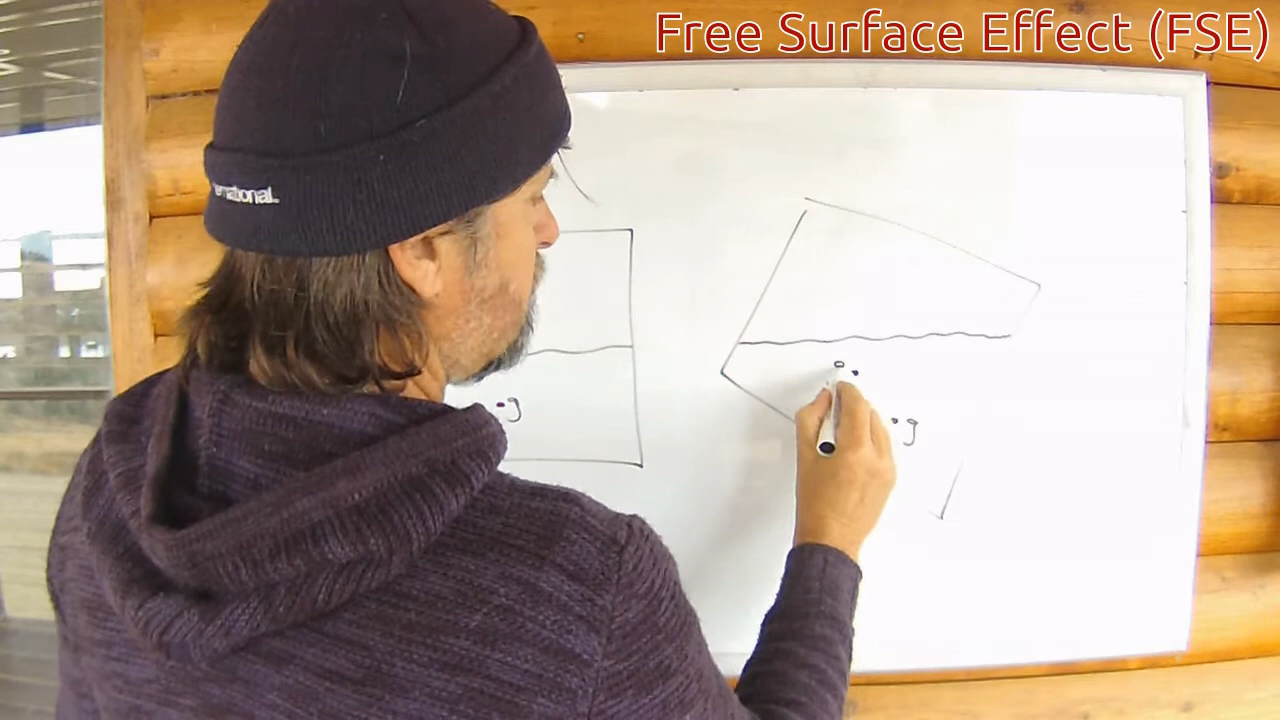 Free Surface Effect (FSE)
ernational.
g
g